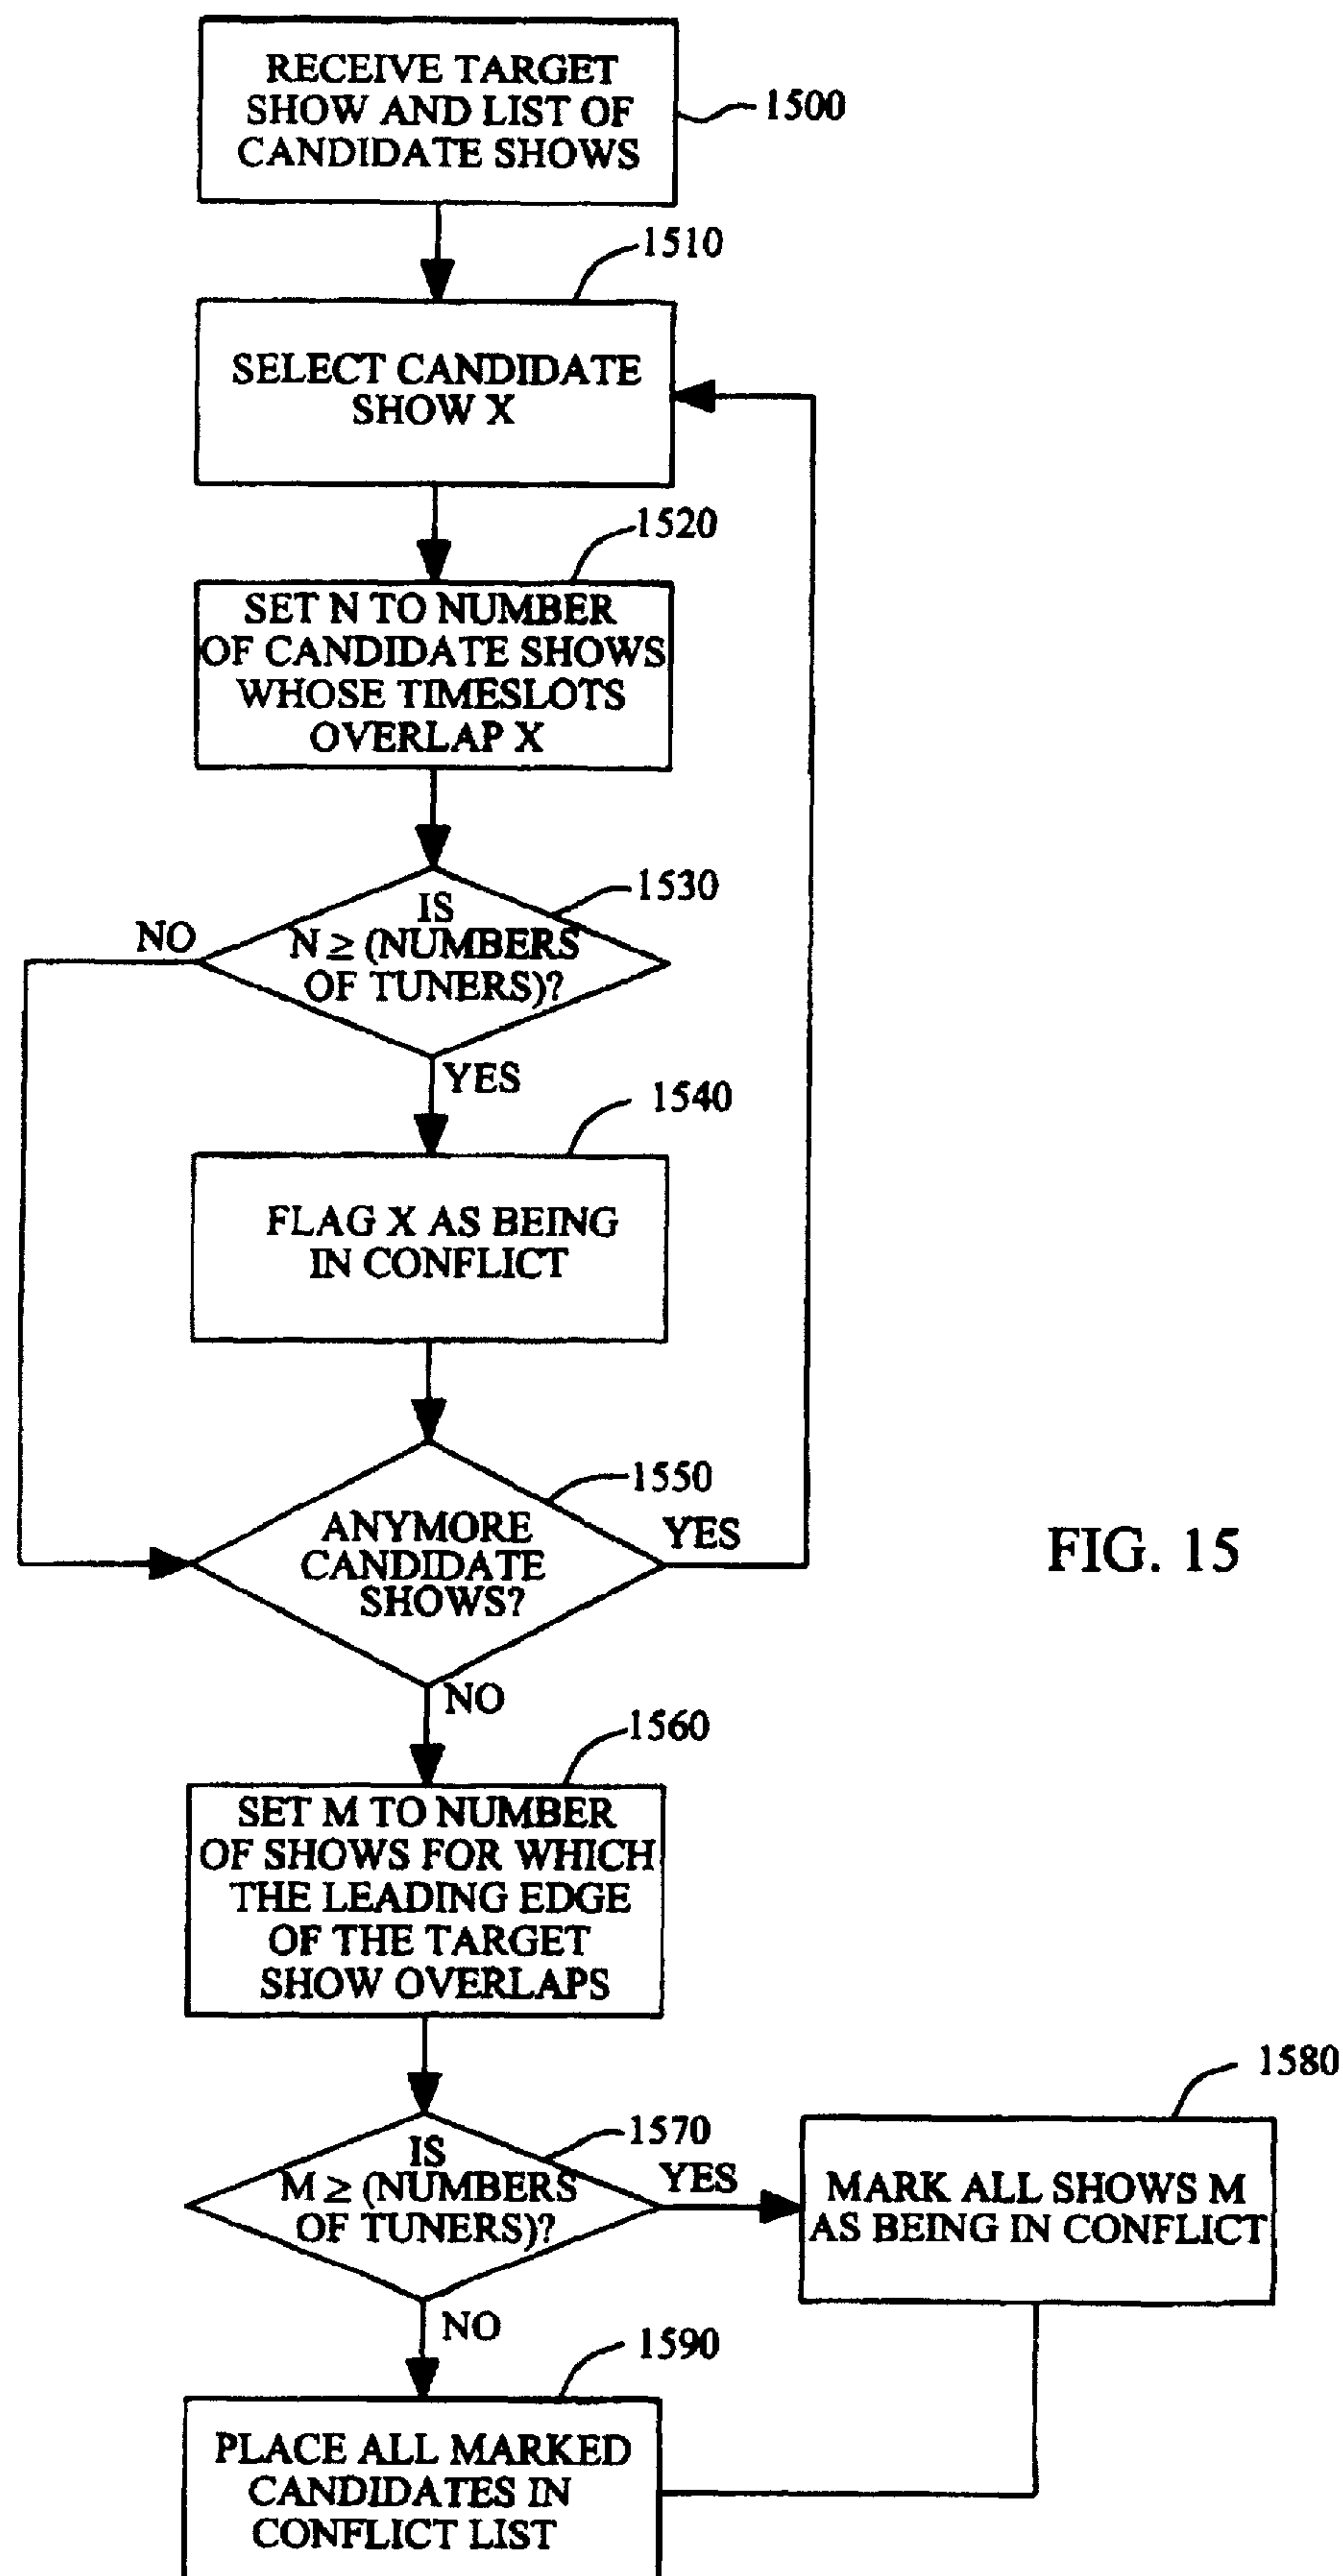 RECEIVE TARGET
SHOW AND LIST OF
CANDIDATE SHOWS
1500
1510
SELECT CANDIDATE
SHOW X
1520
SET N TO NUMBER
OF CANDIDATE SHOWS
WHOSE TIMESLOTS
OVERLAP X
1530
IS
N ≥ (NUMBERS
OF TUNERS)?
NO
YES
1540
FLAG X AS BEING
IN CONFLICT
1550
ANYMORE
CANDIDATE
SHOWS?
YES
NO
FIG. 15
1560
SET M TO NUMBER
OF SHOWS FOR WHICH
THE LEADING EDGE
OF THE TARGET
SHOW OVERLAPS
1570
IS
M ≥ (NUMBERS
OF TUNERS)?
YES
NO
1580
MARK ALL SHOWS M
AS BEING IN CONFLICT
1590
PLACE ALL MARKED
CANDIDATES IN
CONFLICT LIST